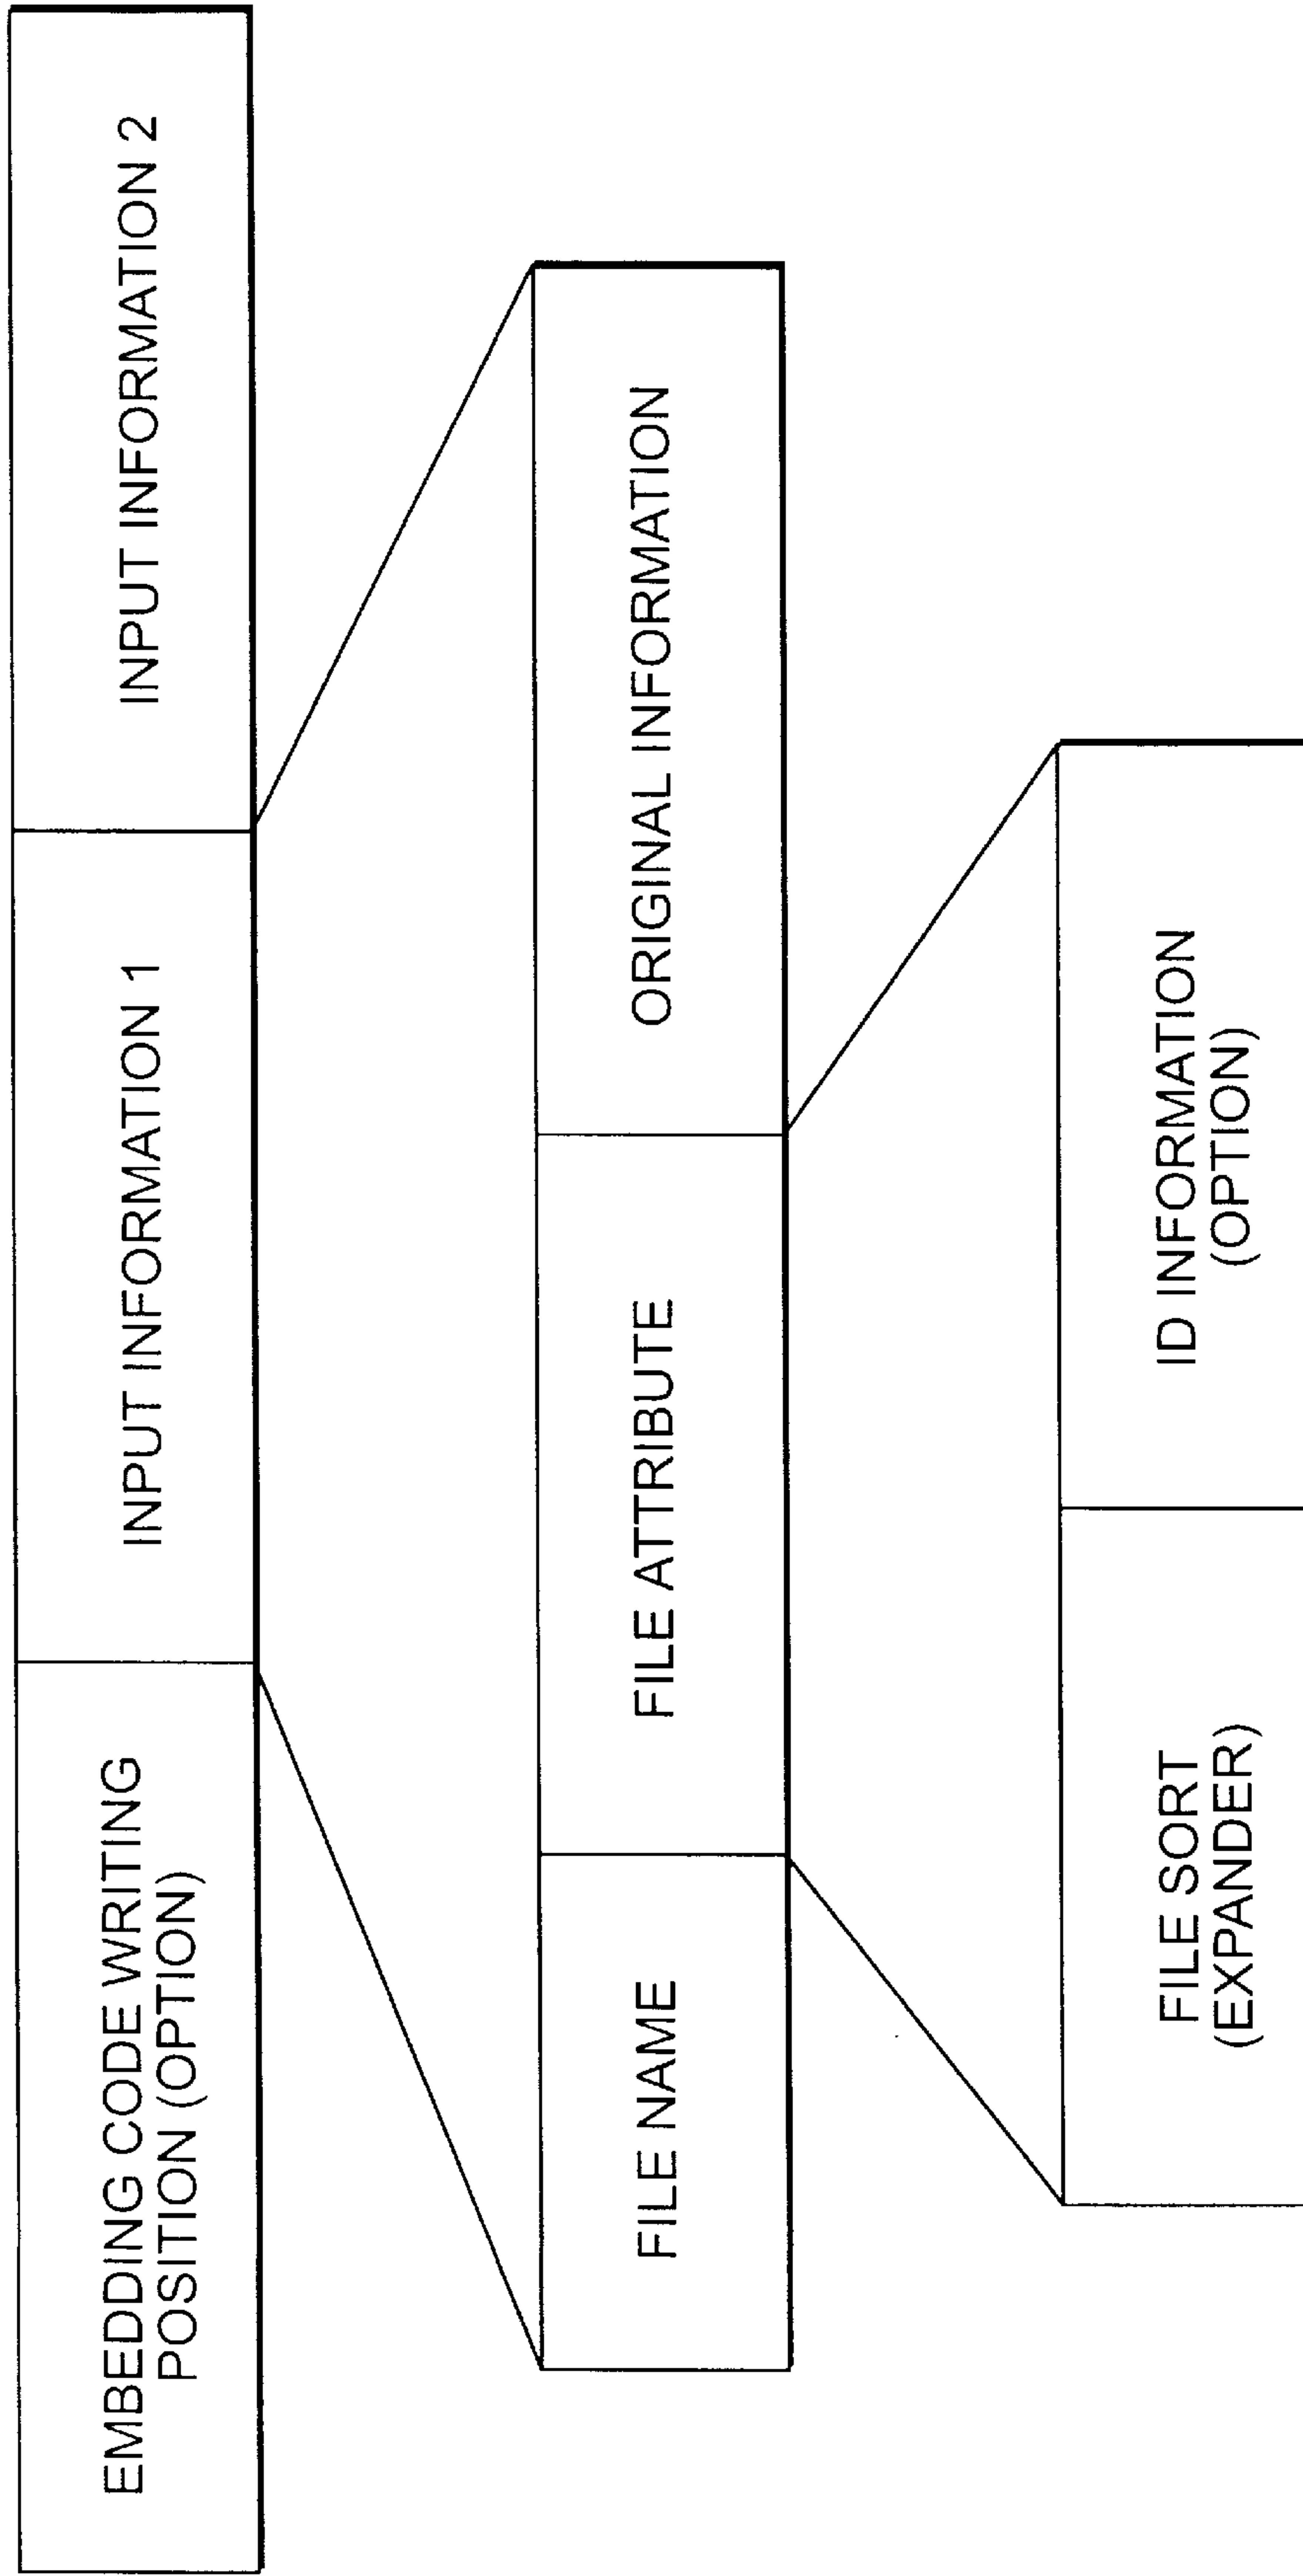 EMBEDDING CODE WRITING
POSITION (OPTION)
INPUT INFORMATION 1
INPUT INFORMATION 2
FILE NAME
FILE ATTRIBUTE
ORIGINAL INFORMATION
FILE SORT
(EXPANDER)
ID INFORMATION
(OPTION)